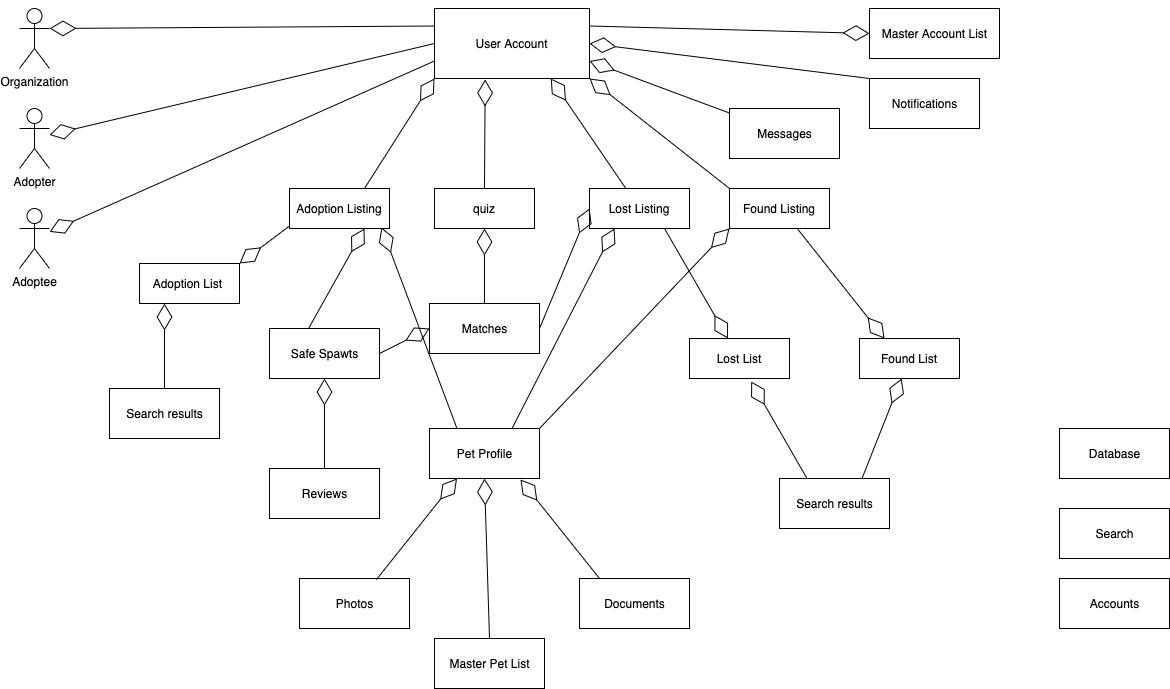 User Account
Master Account List
Organization
Notifications
Messages
Adopter
Adoption Listing
quiz
Lost Listing
Found Listing
Adoptee
Adoption List
Matches
Safe Spawts
Lost List
Found List
Search results
Pet Profile
Database
Reviews
Search results
Search
Photos
Documents
Accounts
Master Pet List